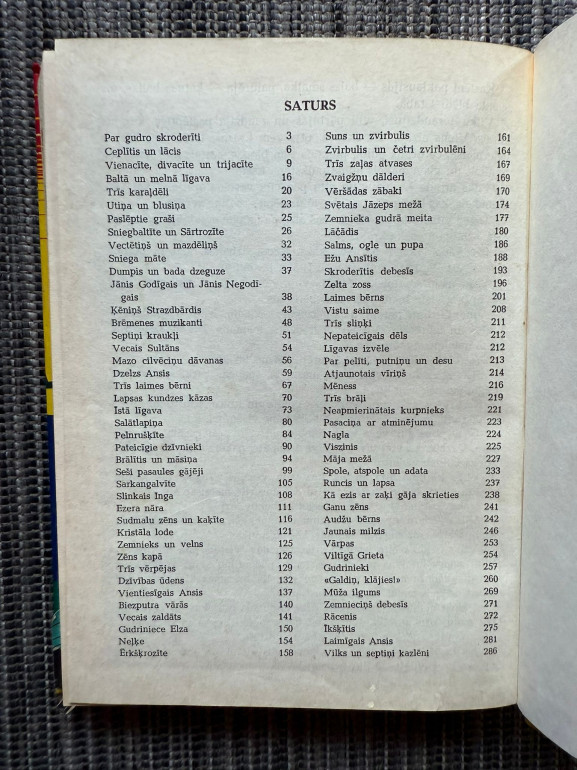 SATURS
Par gudro skroderīti 3
Ceplītis un lācis 6
Vienacīte, divacīte un trijacīte 9
Baltā un melnā līgava 16
Trīs karaļdēli 20
Utiņa un blusiņa 23
Paslēptie graši 25
Sniegbaltīte un Sārtrozīte 26
Vectētiņš un mazdēliņš 32
Sniega māte 33
Dumpis un bada dzeguze 37
Jānis Godīgais un Jānis Negodī-
gais 38
Ķēniņš Strazdbārdis 43
Brēmenes muzikanti 48
Septiņi kraukļi 51
Vecais Sultāns 54
Mazo cilvēciņu dāvanas 56
Dzelzs Ansis 59
Trīs laimes bērni 67
Lapsas kundzes kāzas 70
Īstā līgava 73
Salātlapiņa 80
Pelnrušķīte 84
Pateicīgie dzīvnieki 90
Brālītis un māsiņa 94
Seši pasaules gājēji 99
Sarkangalvīte 105
Slinkais Inga 108
Ezera nāra 111
Sudmalu zēns un kaķīte 116
Kristāla lode 121
Zemnieks un velns 125
Zēns kapā 126
Trīs vērpējas 129
Dzīvības ūdens 132
Vientiesīgais Ansis 137
Biezputra vārās 140
Vecais zaldāts 141
Gudriniece Elza 150
Neļķe 154
Ērkšķrozīte 158
Suns un zvirbulis 161
Zvirbulis un četri zvirbulēni 164
Trīs zaļas atvases 167
Zvaigžņu dālderi 169
Vēršādas zābaki 170
Svētais Jāzeps mežā 174
Zemnieka gudrā meita 177
Lāčādis 180
Salms, ogle un pupa 186
Ežu Ansītis 188
Skroderītis debesīs 193
Zelta zoss 196
Laimes bērns 201
Vistu saime 208
Trīs sliņķi 211
Nepateicīgais dēls 212
Līgavas izvēle 212
Par pelīti, putniņu un desu 213
Atjaunotais vīriņš 214
Mēness 216
Trīs brāļi 219
Neapmierinātais kurpnieks 221
Pasaciņa ar atminējumu 223
Nagla 224
Viszinis 225
Māja mežā 227
Spole, atspole un adata 233
Runcis un lapsa 237
Kā ezis ar zaķi gāja skrieties 238
Ganu zēns 241
Audžu bērns 242
Jaunais milzis 246
Vārpas 253
Viltīgā Grieta 254
Gudrinieki 257
«Galdiņ, klājies!» 260
Mūža ilgums 269
Zemnieciņš debesīs 271
Rācenis 272
Īkšķītis 275
Laimīgais Ansis 281
Vilks un septiņi kazlēni 286